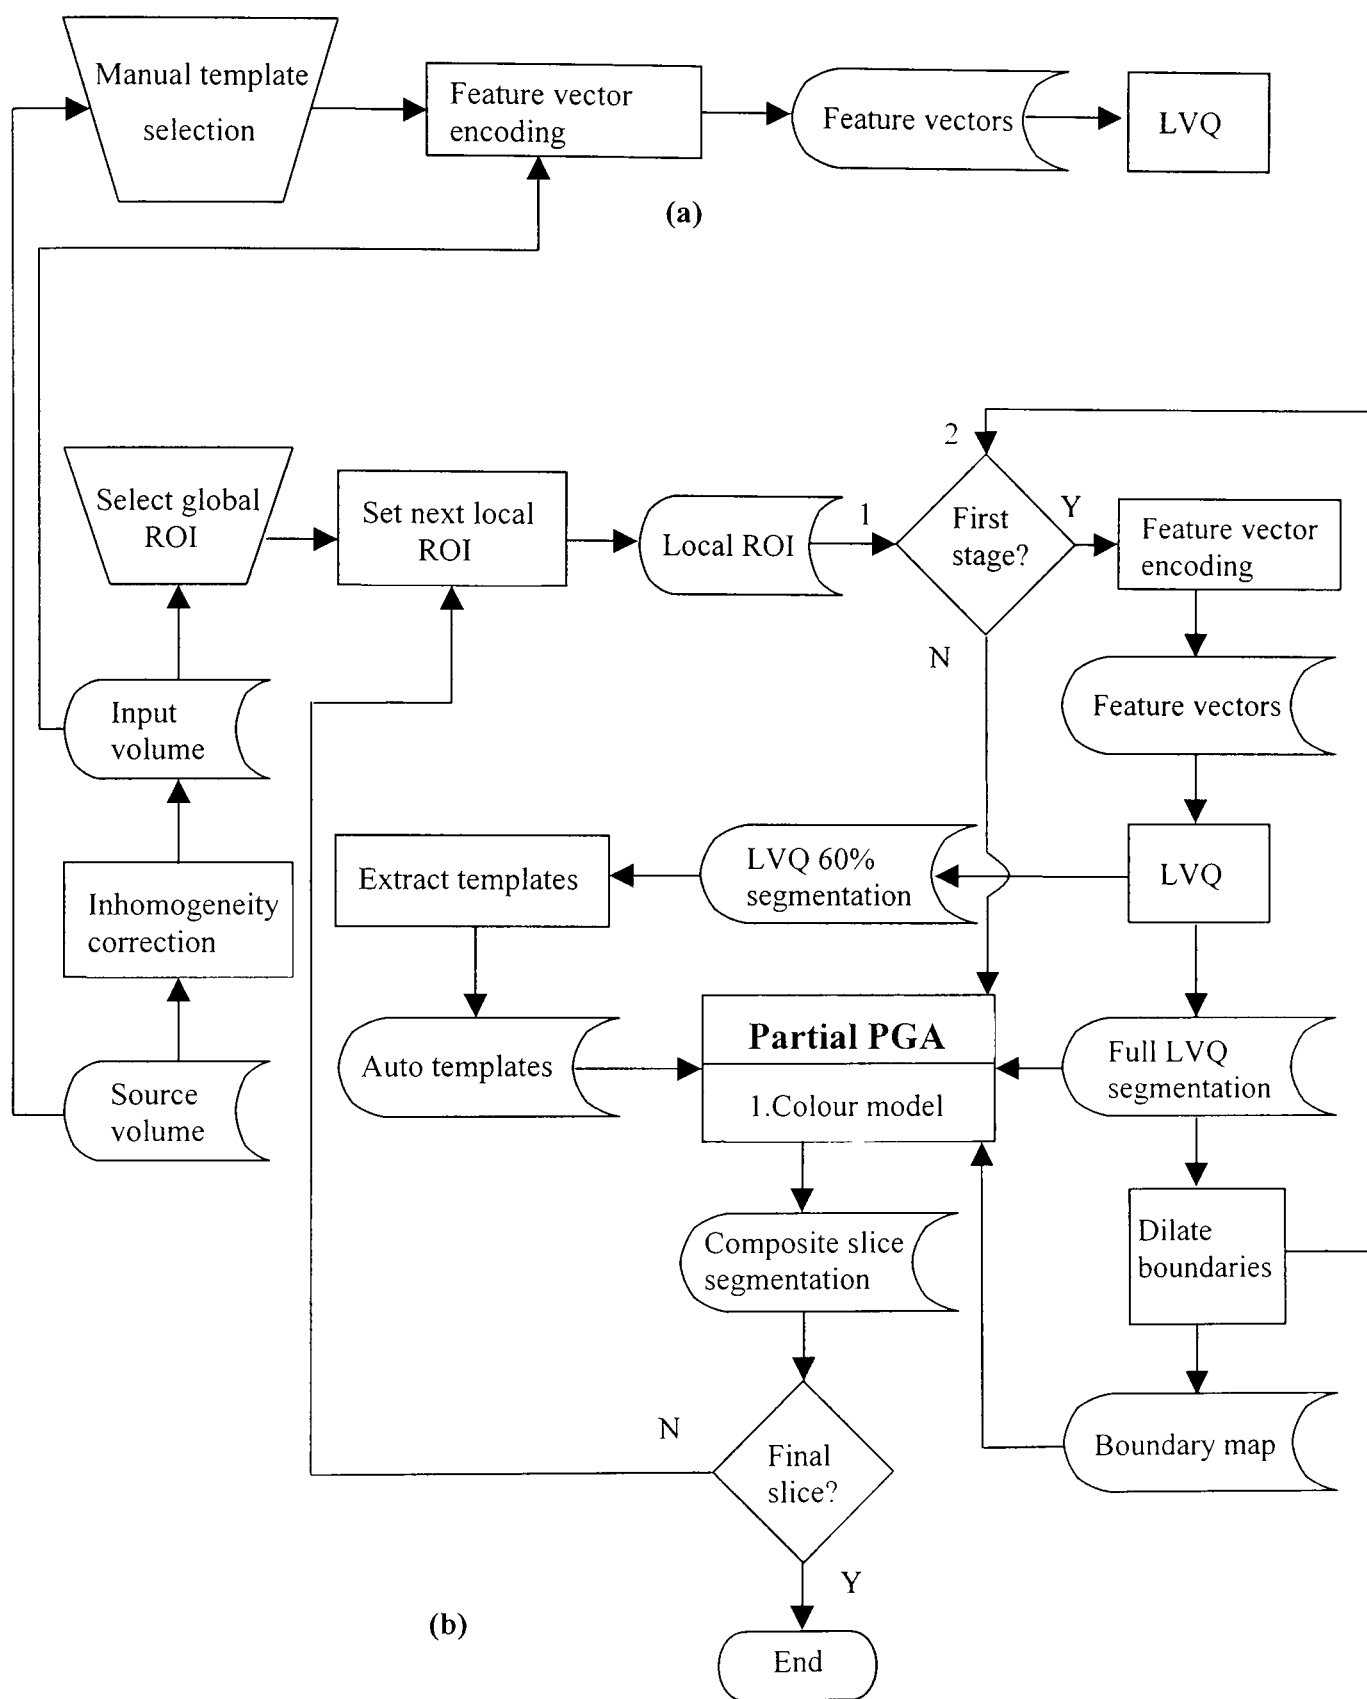 Manual template
selection
Feature vector
encoding
Feature vectors
LVQ
(a)
2
Select global
ROI
Set next local
ROI
Local ROI
1
First
stage?
Y
Feature vector
encoding
N
Input
volume
Feature vectors
Extract templates
LVQ 60%
segmentation
LVQ
Inhomogeneity
correction
Partial PGA
Auto templates
1.Colour model
Full LVQ
segmentation
Source
volume
Composite slice
segmentation
Dilate
boundaries
N
Final
slice?
Boundary map
Y
(b)
End